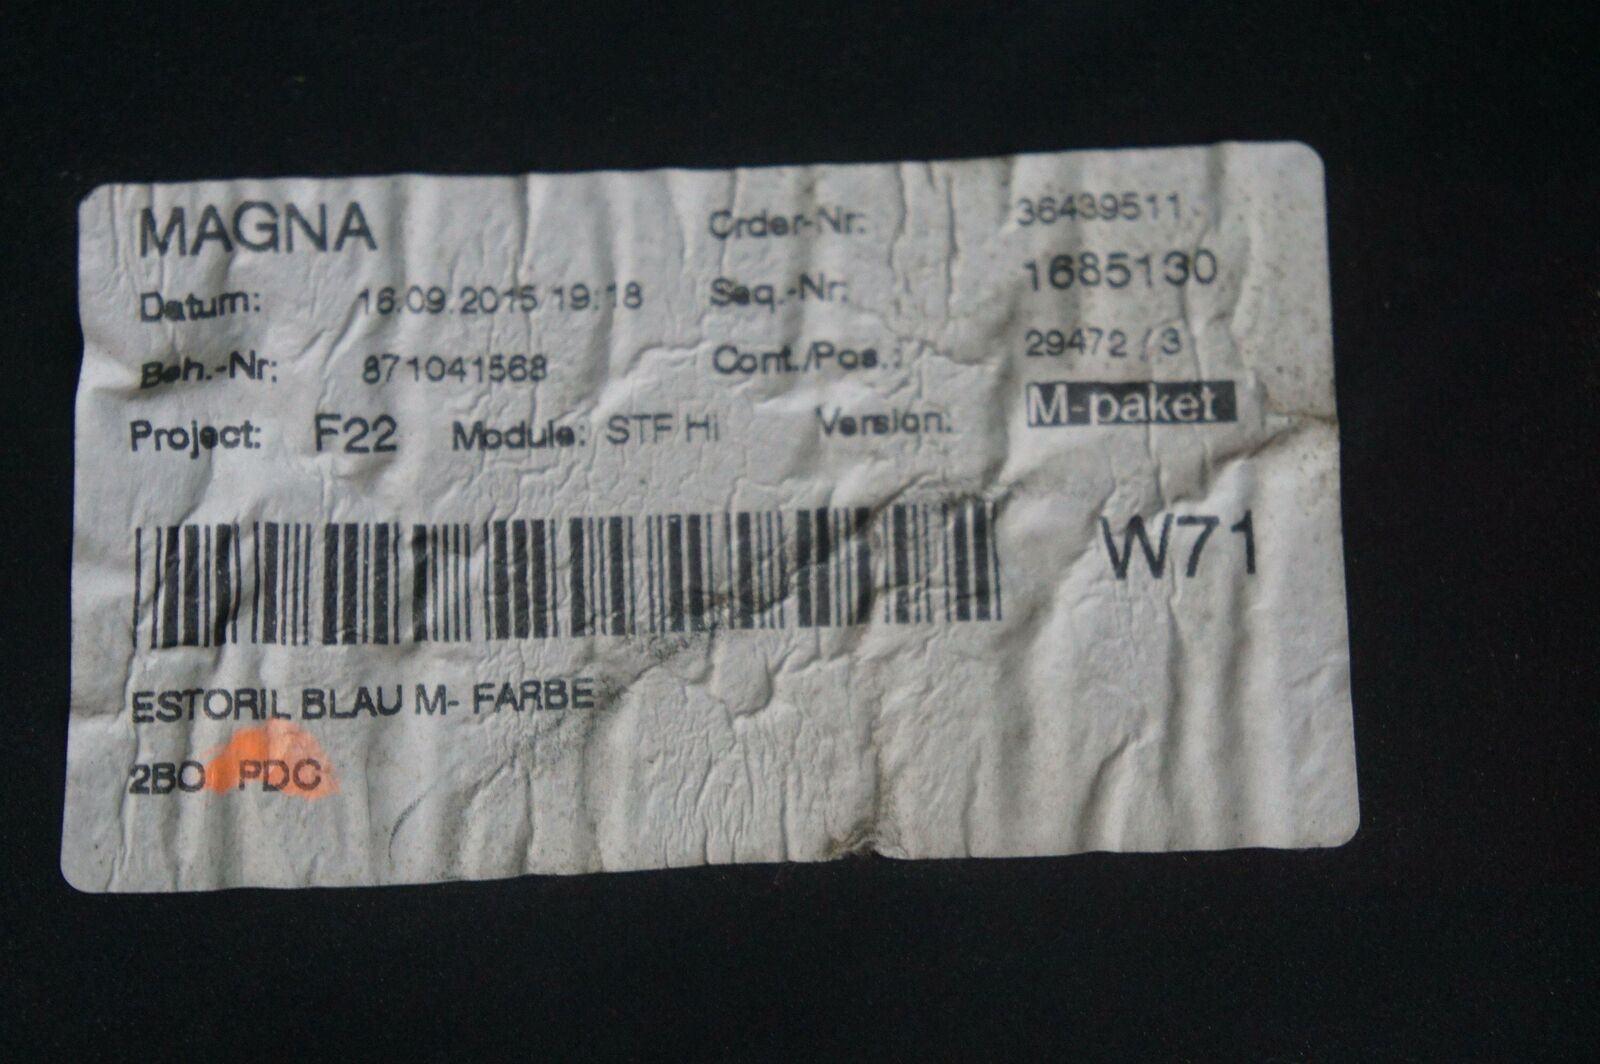 MAGNA Order-Nr: 36439511
Datum: 16.09.2015 19:18 Seq.-Nr: 1685130
Beh.-Nr: 871041568 Cont./Pos.: 29472 / 3
Project: F22 Module: STF Hi Version: M-paket
W71
ESTORIL BLAU M- FARBE
2BO PDC